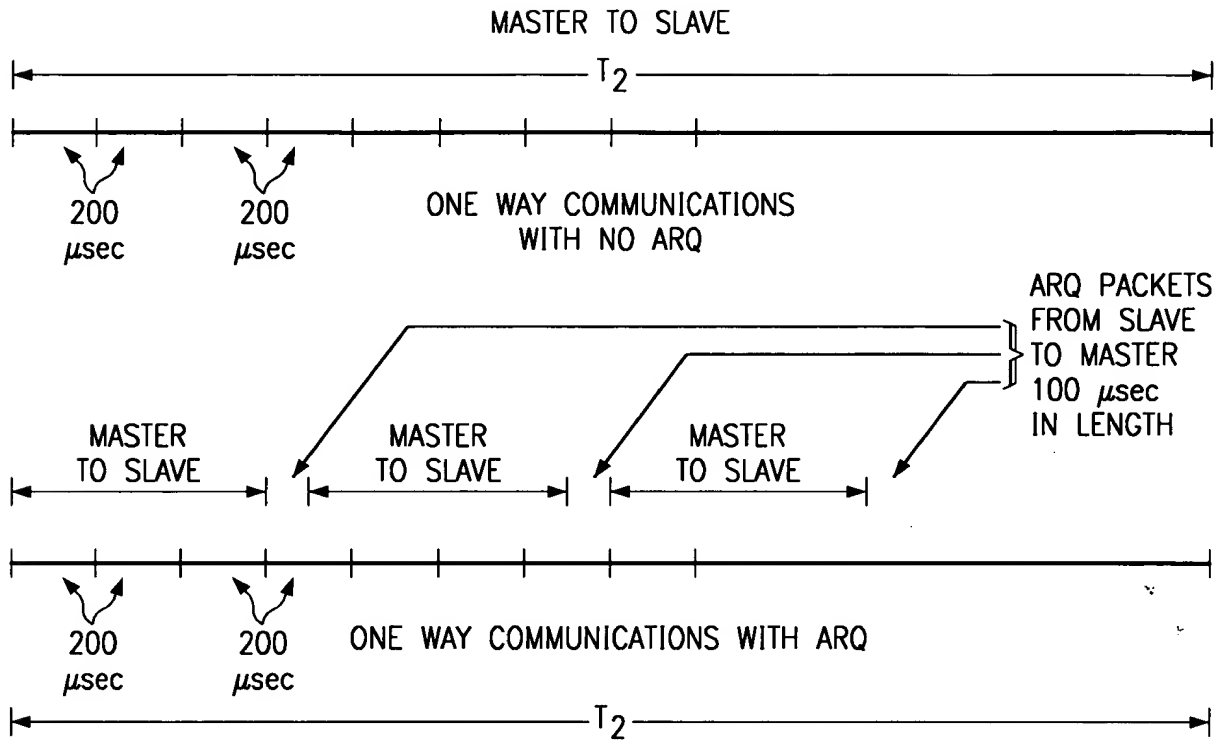 MASTER TO SLAVE
T2
200
μsec
200
μsec
ONE WAY COMMUNICATIONS
WITH NO ARQ
ARQ PACKETS
FROM SLAVE
TO MASTER
100 μsec
IN LENGTH
MASTER
TO SLAVE
MASTER
TO SLAVE
MASTER
TO SLAVE
200
μsec
200
μsec
ONE WAY COMMUNICATIONS WITH ARQ
T2